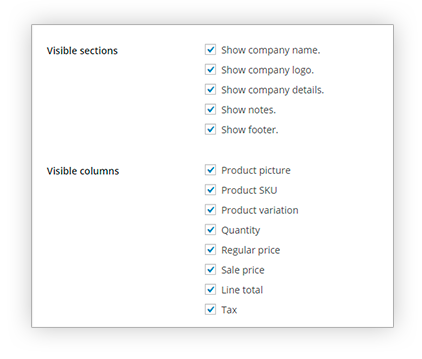 Visible sections
Show company name.
Show company logo.
Show company details.
Show notes.
Show footer.
Visible columns
Product picture
Product SKU
Product variation
Quantity
Regular price
Sale price
Line total
Tax